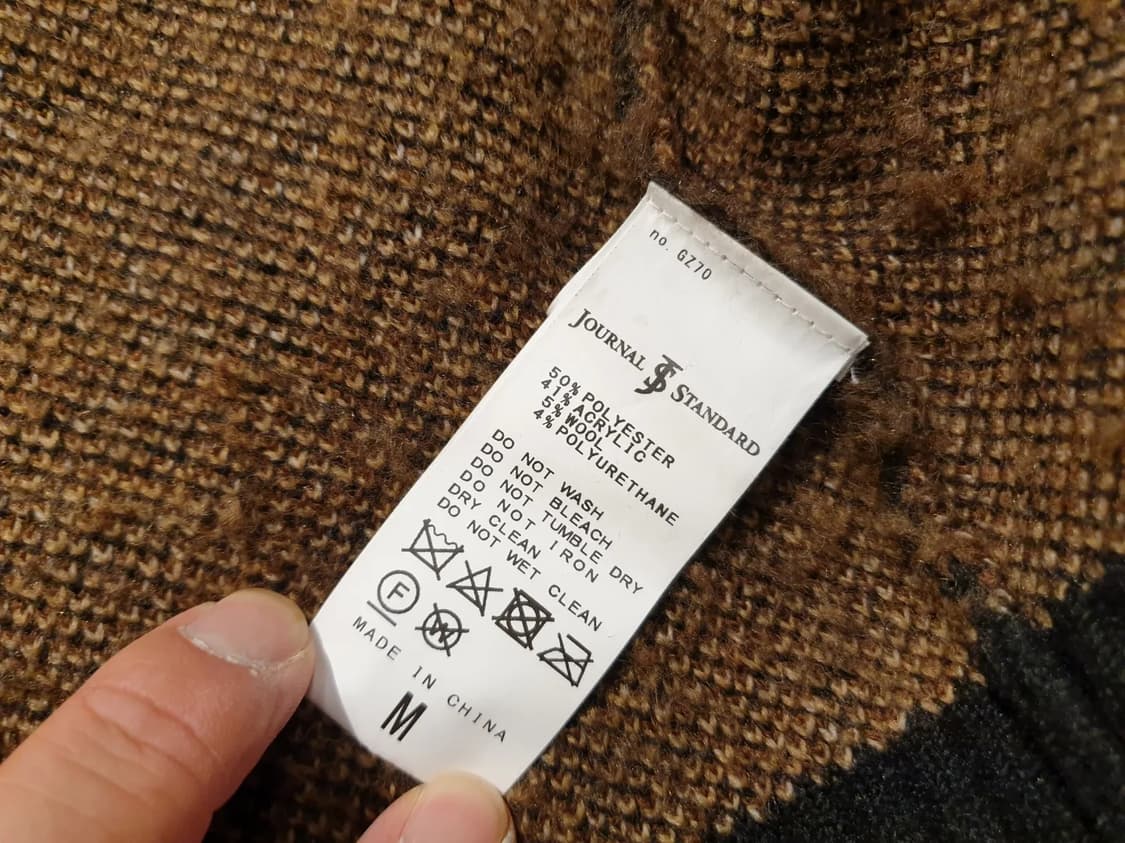 no. GZ70
JOURNAL JS STANDARD
50% POLYESTER
41% ACRYLIC
5% WOOL
4% POLYURETHANE
DO NOT WASH
DO NOT BLEACH
DO NOT TUMBLE DRY
DO NOT IRON
DRY CLEAN
DO NOT WET CLEAN
F W
MADE IN CHINA
M